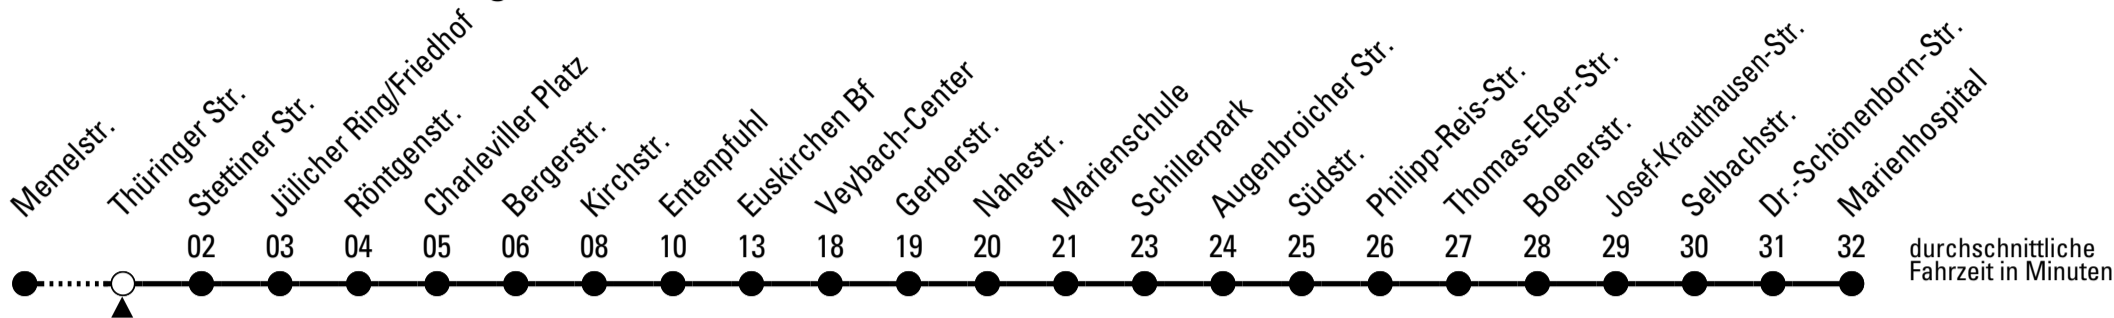 Memelstr.
Thüringer Str.
Stettiner Str.
Jülicher Ring/Friedhof
Röntgenstr.
Charleviller Platz
Bergerstr.
Kirchstr.
Entenpfuhl
Euskirchen Bf
Veybach-Center
Gerberstr.
Nahestr.
Marienschule
Schillerpark
Augenbroicher Str.
Südstr.
Philipp-Reis-Str.
Thomas-Eßer-Str.
Boenerstr.
Josef-Krauthausen-Str.
Selbachstr.
Dr.-Schönenborn-Str.
Marienhospital
02 03 04 05 06 08 10 13 18 19 20 21 23 24 25 26 27 28 29 30 31 32
durchschnittliche
Fahrzeit in Minuten